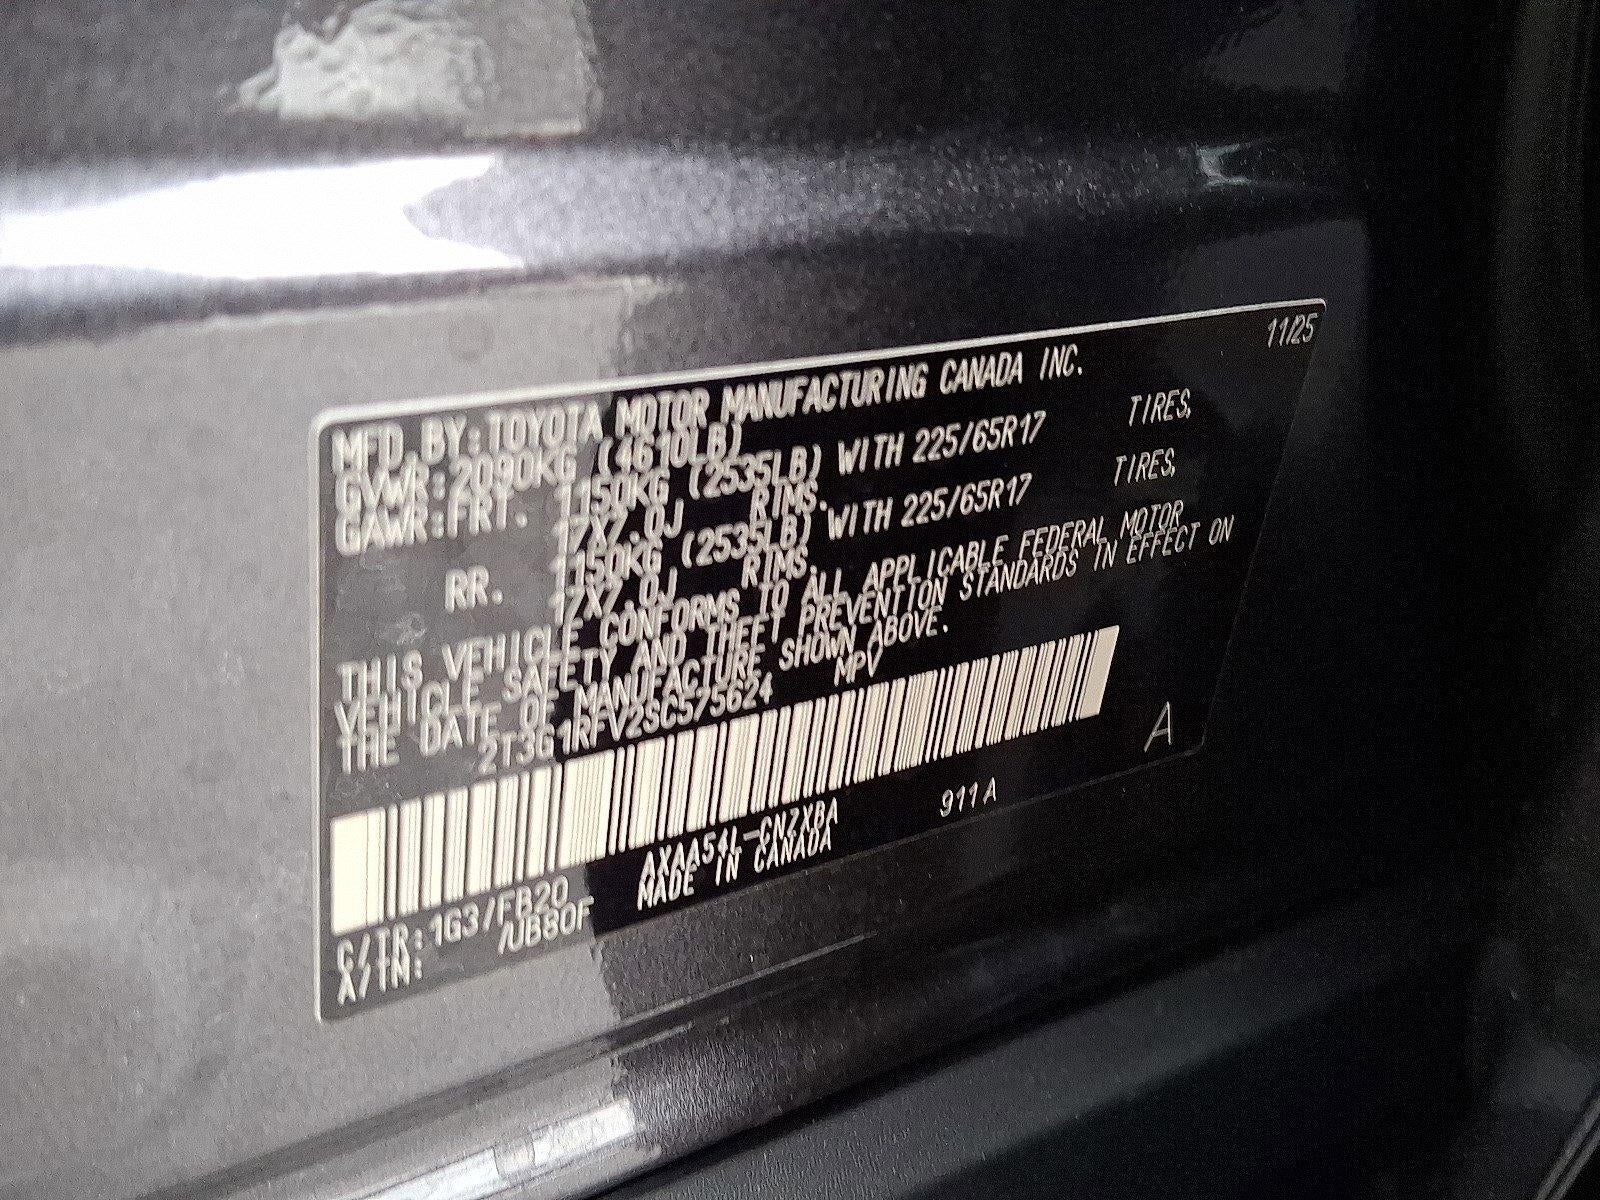 11/25
MFD.BY:TOYOTA MOTOR MANUFACTURING CANADA INC.
GVWR:2090KG (4610LB)
GAWR:FRT. 1150KG (2535LB) WITH 225/65R17 TIRES,
17X7.0J RIMS.
RR. 1150KG (2535LB) WITH 225/65R17 TIRES,
17X7.0J RIMS.
THIS VEHICLE CONFORMS TO ALL APPLICABLE FEDERAL MOTOR
VEHICLE SAFETY AND THEFT PREVENTION STANDARDS IN EFFECT ON
THE DATE OF MANUFACTURE SHOWN ABOVE.
2T3G1RFV2SC575624 MPV
A
AXAA54L-CNZXBA 911A
MADE IN CANADA
C/TR:1G3/FB20
A/TM: /UB80F